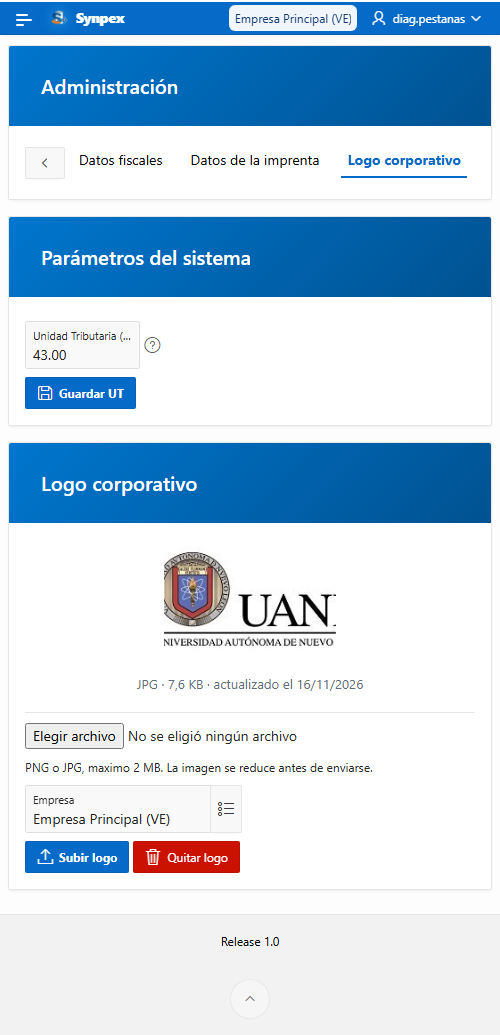 Synpex
Empresa Principal (VE)
diag.pestanas
Administración
Datos fiscales
Datos de la imprenta
Logo corporativo
Parámetros del sistema
Unidad Tributaria (...
43.00
Guardar UT
Logo corporativo
UAN
NIVERSIDAD AUTÓNOMA DE NUEVO
JPG · 7,6 KB · actualizado el 16/11/2026
Elegir archivo No se eligió ningún archivo
PNG o JPG, maximo 2 MB. La imagen se reduce antes de enviarse.
Empresa
Empresa Principal (VE)
Subir logo
Quitar logo
Release 1.0